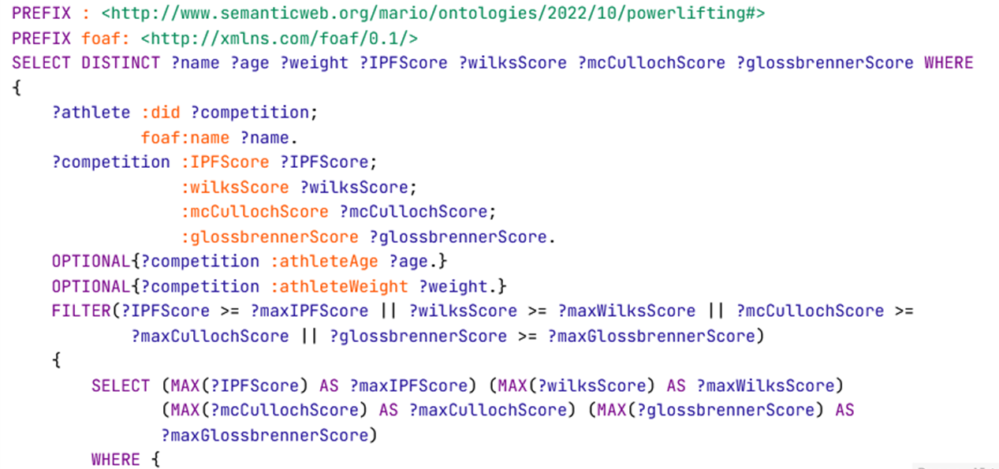 PREFIX : <http://www.semanticweb.org/mario/ontologies/2022/10/powerlifting#>
PREFIX foaf: <http://xmlns.com/foaf/0.1/>
SELECT DISTINCT ?name ?age ?weight ?IPFScore ?wilksScore ?mcCullochScore ?glossbrennerScore WHERE
{
    ?athlete :did ?competition;
             foaf:name ?name.
    ?competition :IPFScore ?IPFScore;
                 :wilksScore ?wilksScore;
                 :mcCullochScore ?mcCullochScore;
                 :glossbrennerScore ?glossbrennerScore.
    OPTIONAL{?competition :athleteAge ?age.}
    OPTIONAL{?competition :athleteWeight ?weight.}
    FILTER(?IPFScore >= ?maxIPFScore || ?wilksScore >= ?maxWilksScore || ?mcCullochScore >=
            ?maxCullochScore || ?glossbrennerScore >= ?maxGlossbrennerScore)
    {
        SELECT (MAX(?IPFScore) AS ?maxIPFScore) (MAX(?wilksScore) AS ?maxWilksScore)
               (MAX(?mcCullochScore) AS ?maxCullochScore) (MAX(?glossbrennerScore) AS
               ?maxGlossbrennerScore)
        WHERE {